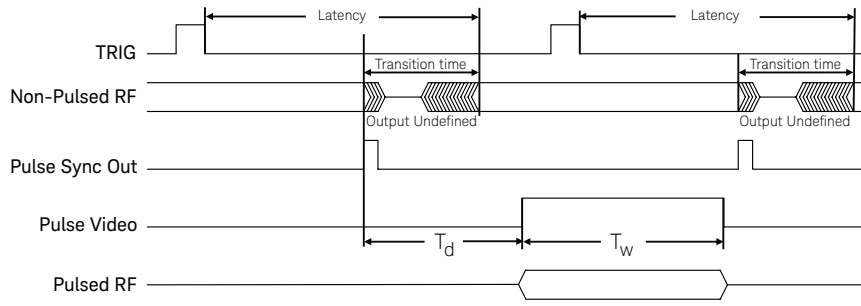 Latency
Latency
TRIG
Transition time
Transition time
Non-Pulsed RF
Output Undefined
Output Undefined
Pulse Sync Out
Pulse Video
Td
Tw
Pulsed RF